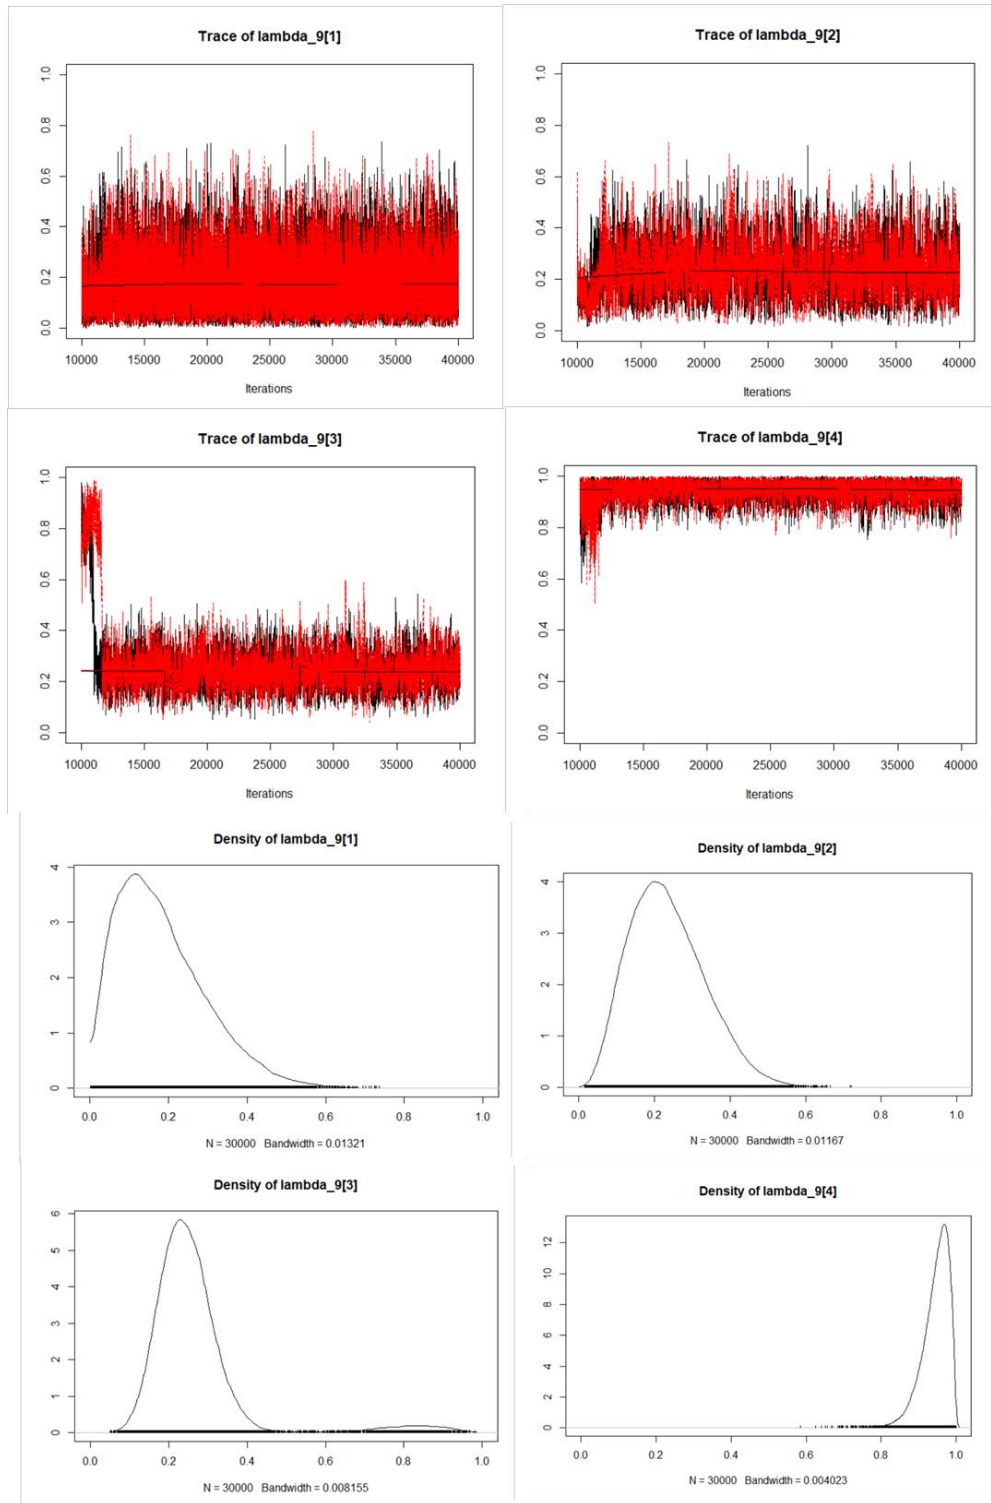 Trace of lambda_9[1]
1.0
0.8
0.6
0.4
0.2
0.0
10000 15000 20000 25000 30000 35000 40000
Iterations
Trace of lambda_9[2]
1.0
0.8
0.6
0.4
0.2
0.0
10000 15000 20000 25000 30000 35000 40000
Iterations
Trace of lambda_9[3]
1.0
0.8
0.6
0.4
0.2
0.0
10000 15000 20000 25000 30000 35000 40000
Iterations
Trace of lambda_9[4]
1.0
0.8
0.6
0.4
0.2
0.0
10000 15000 20000 25000 30000 35000 40000
Iterations
Density of lambda_9[1]
4
3
2
1
0
0.0 0.2 0.4 0.6 0.8 1.0
N = 30000 Bandwidth = 0.01321
Density of lambda_9[2]
4
3
2
1
0
0.0 0.2 0.4 0.6 0.8 1.0
N = 30000 Bandwidth = 0.01167
Density of lambda_9[3]
6
5
4
3
2
1
0
0.0 0.2 0.4 0.6 0.8 1.0
N = 30000 Bandwidth = 0.008155
Density of lambda_9[4]
12
10
8
6
4
2
0
0.0 0.2 0.4 0.6 0.8 1.0
N = 30000 Bandwidth = 0.004023